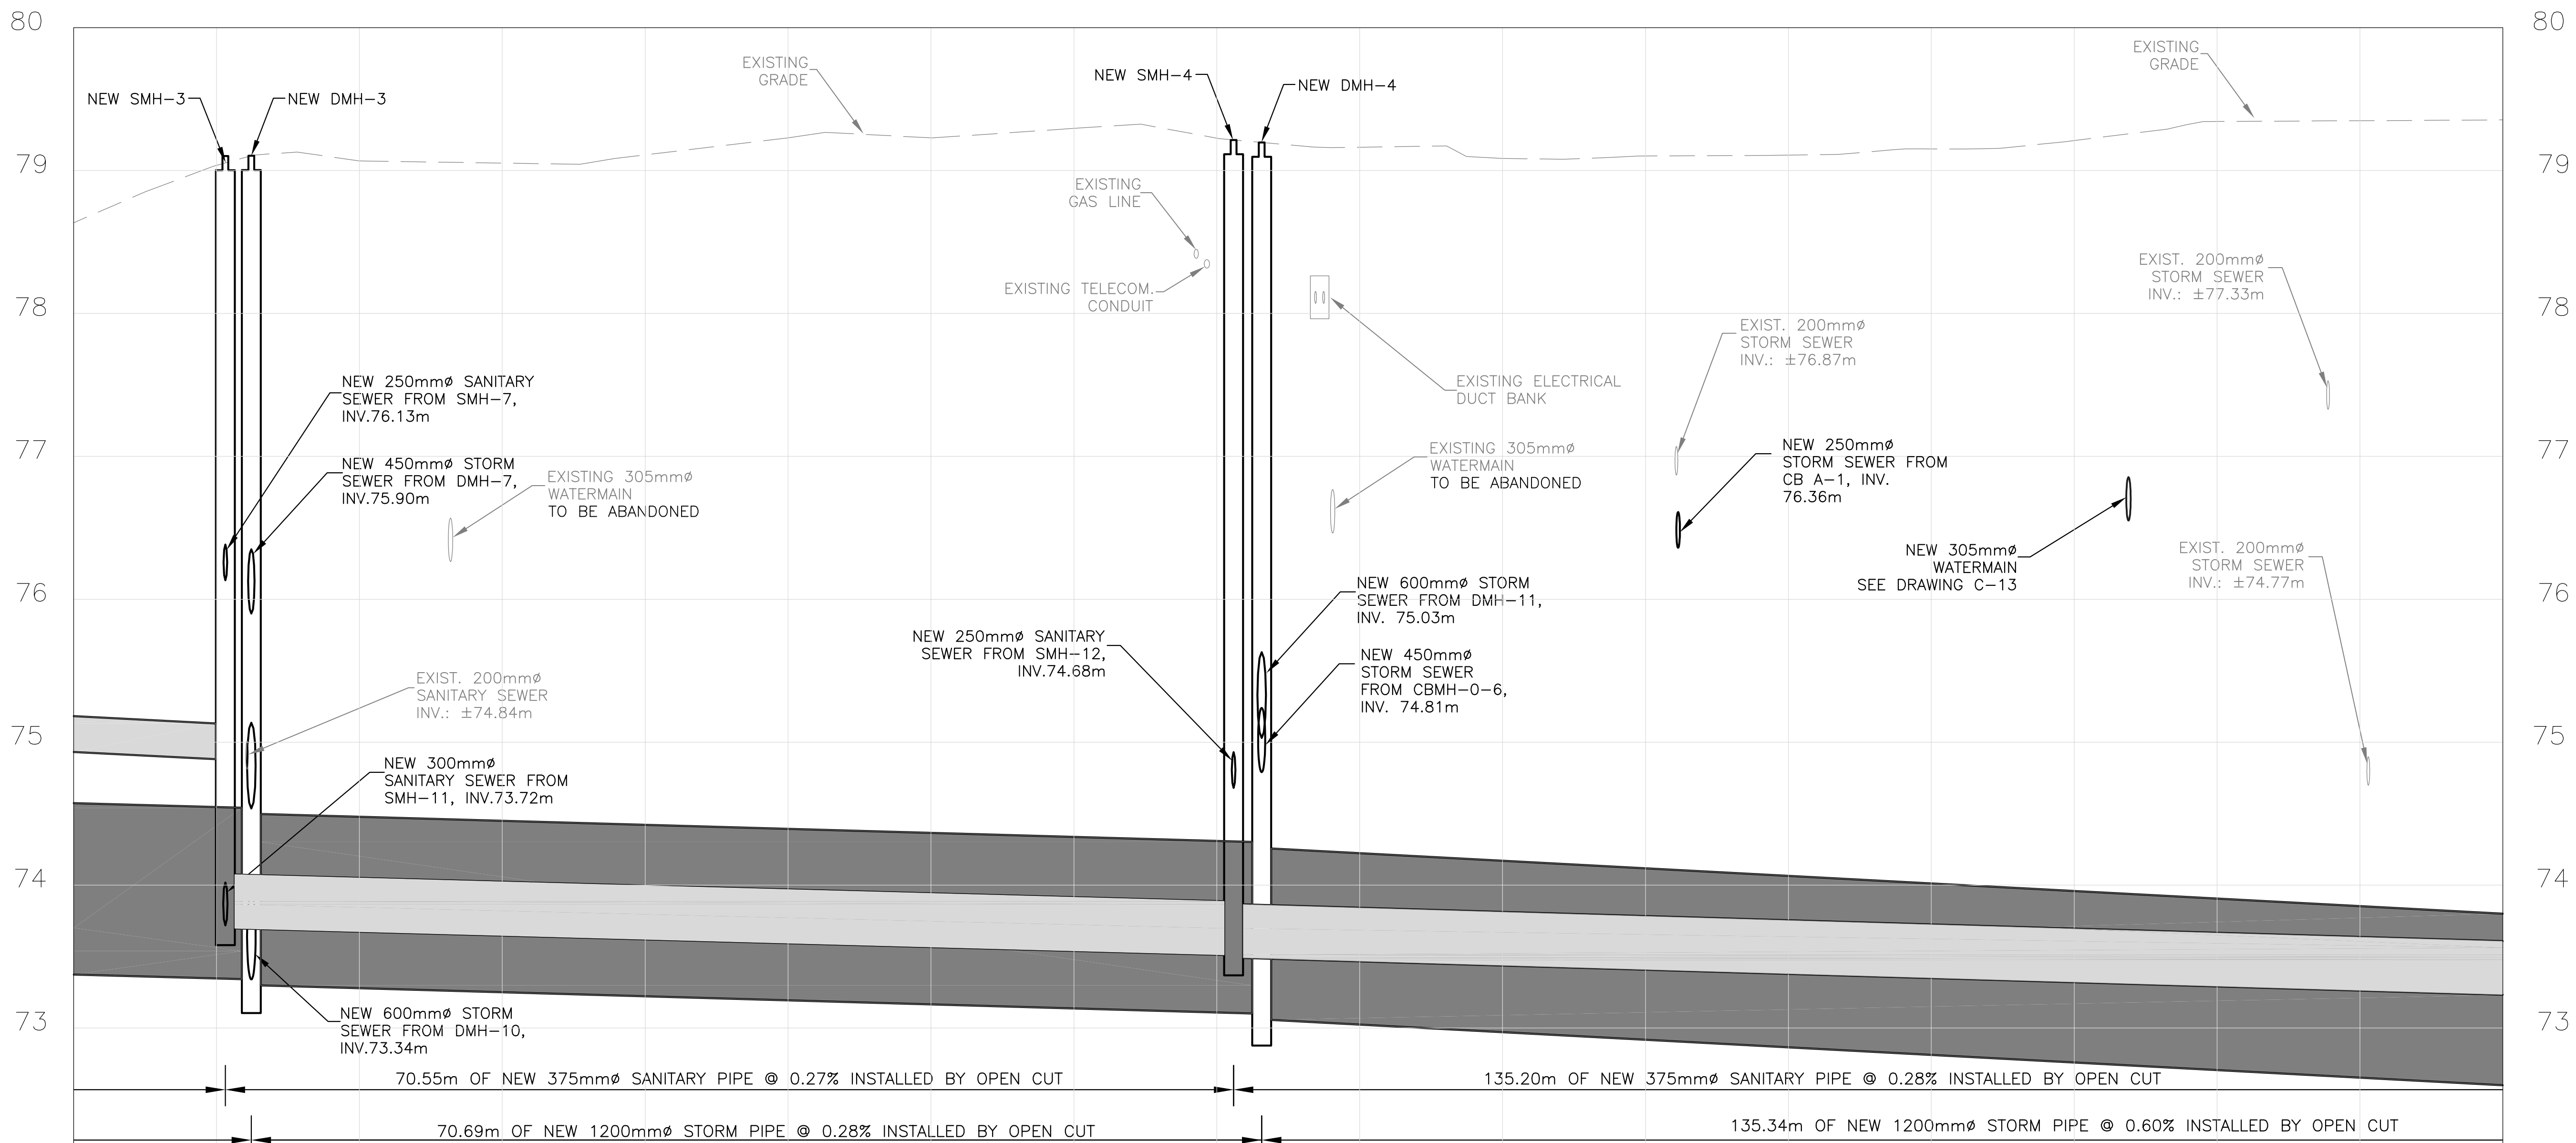 80
80
EXISTING
GRADE
EXISTING
GRADE
NEW SMH-3
NEW DMH-3
NEW SMH-4
NEW DMH-4
79
79
EXISTING
GAS LINE
EXISTING TELECOM.
CONDUIT
EXIST. 200mmø
STORM SEWER
INV.: ±77.33m
78
78
EXIST. 200mmø
STORM SEWER
INV.: ±76.87m
NEW 250mmø SANITARY
SEWER FROM SMH-7,
INV.76.13m
EXISTING ELECTRICAL
DUCT BANK
77
77
NEW 450mmø STORM
SEWER FROM DMH-7,
INV.75.90m
EXISTING 305mmø
WATERMAIN
TO BE ABANDONED
EXISTING 305mmø
WATERMAIN
TO BE ABANDONED
NEW 250mmø
STORM SEWER FROM
CB A-1, INV.
76.36m
NEW 305mmø
WATERMAIN
SEE DRAWING C-13
EXIST. 200mmø
STORM SEWER
INV.: ±74.77m
76
76
NEW 600mmø STORM
SEWER FROM DMH-11,
INV. 75.03m
NEW 250mmø SANITARY
SEWER FROM SMH-12,
INV.74.68m
NEW 450mmø
STORM SEWER
FROM CBMH-0-6,
INV. 74.81m
EXIST. 200mmø
SANITARY SEWER
INV.: ±74.84m
75
75
NEW 300mmø
SANITARY SEWER FROM
SMH-11, INV.73.72m
74
74
NEW 600mmø STORM
SEWER FROM DMH-10,
INV.73.34m
73
73
70.55m OF NEW 375mmø SANITARY PIPE @ 0.27% INSTALLED BY OPEN CUT
135.20m OF NEW 375mmø SANITARY PIPE @ 0.28% INSTALLED BY OPEN CUT
70.69m OF NEW 1200mmø STORM PIPE @ 0.28% INSTALLED BY OPEN CUT
135.34m OF NEW 1200mmø STORM PIPE @ 0.60% INSTALLED BY OPEN CUT